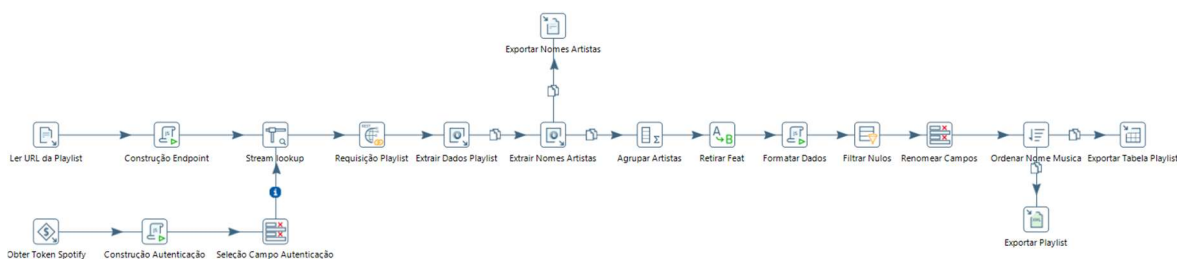 Exportar Nomes Artistas
Ler URL da Playlist
Construção Endpoint
Stream lookup
Requisição Playlist
Extrair Dados Playlist
Extrair Nomes Artistas
Agrupar Artistas
Retirar Feat
Formatar Dados
Filtrar Nulos
Renomear Campos
Ordenar Nome Musica
Exportar Tabela Playlist
Obter Token Spotify
Construção Autenticação
Seleção Campo Autenticação
Exportar Playlist